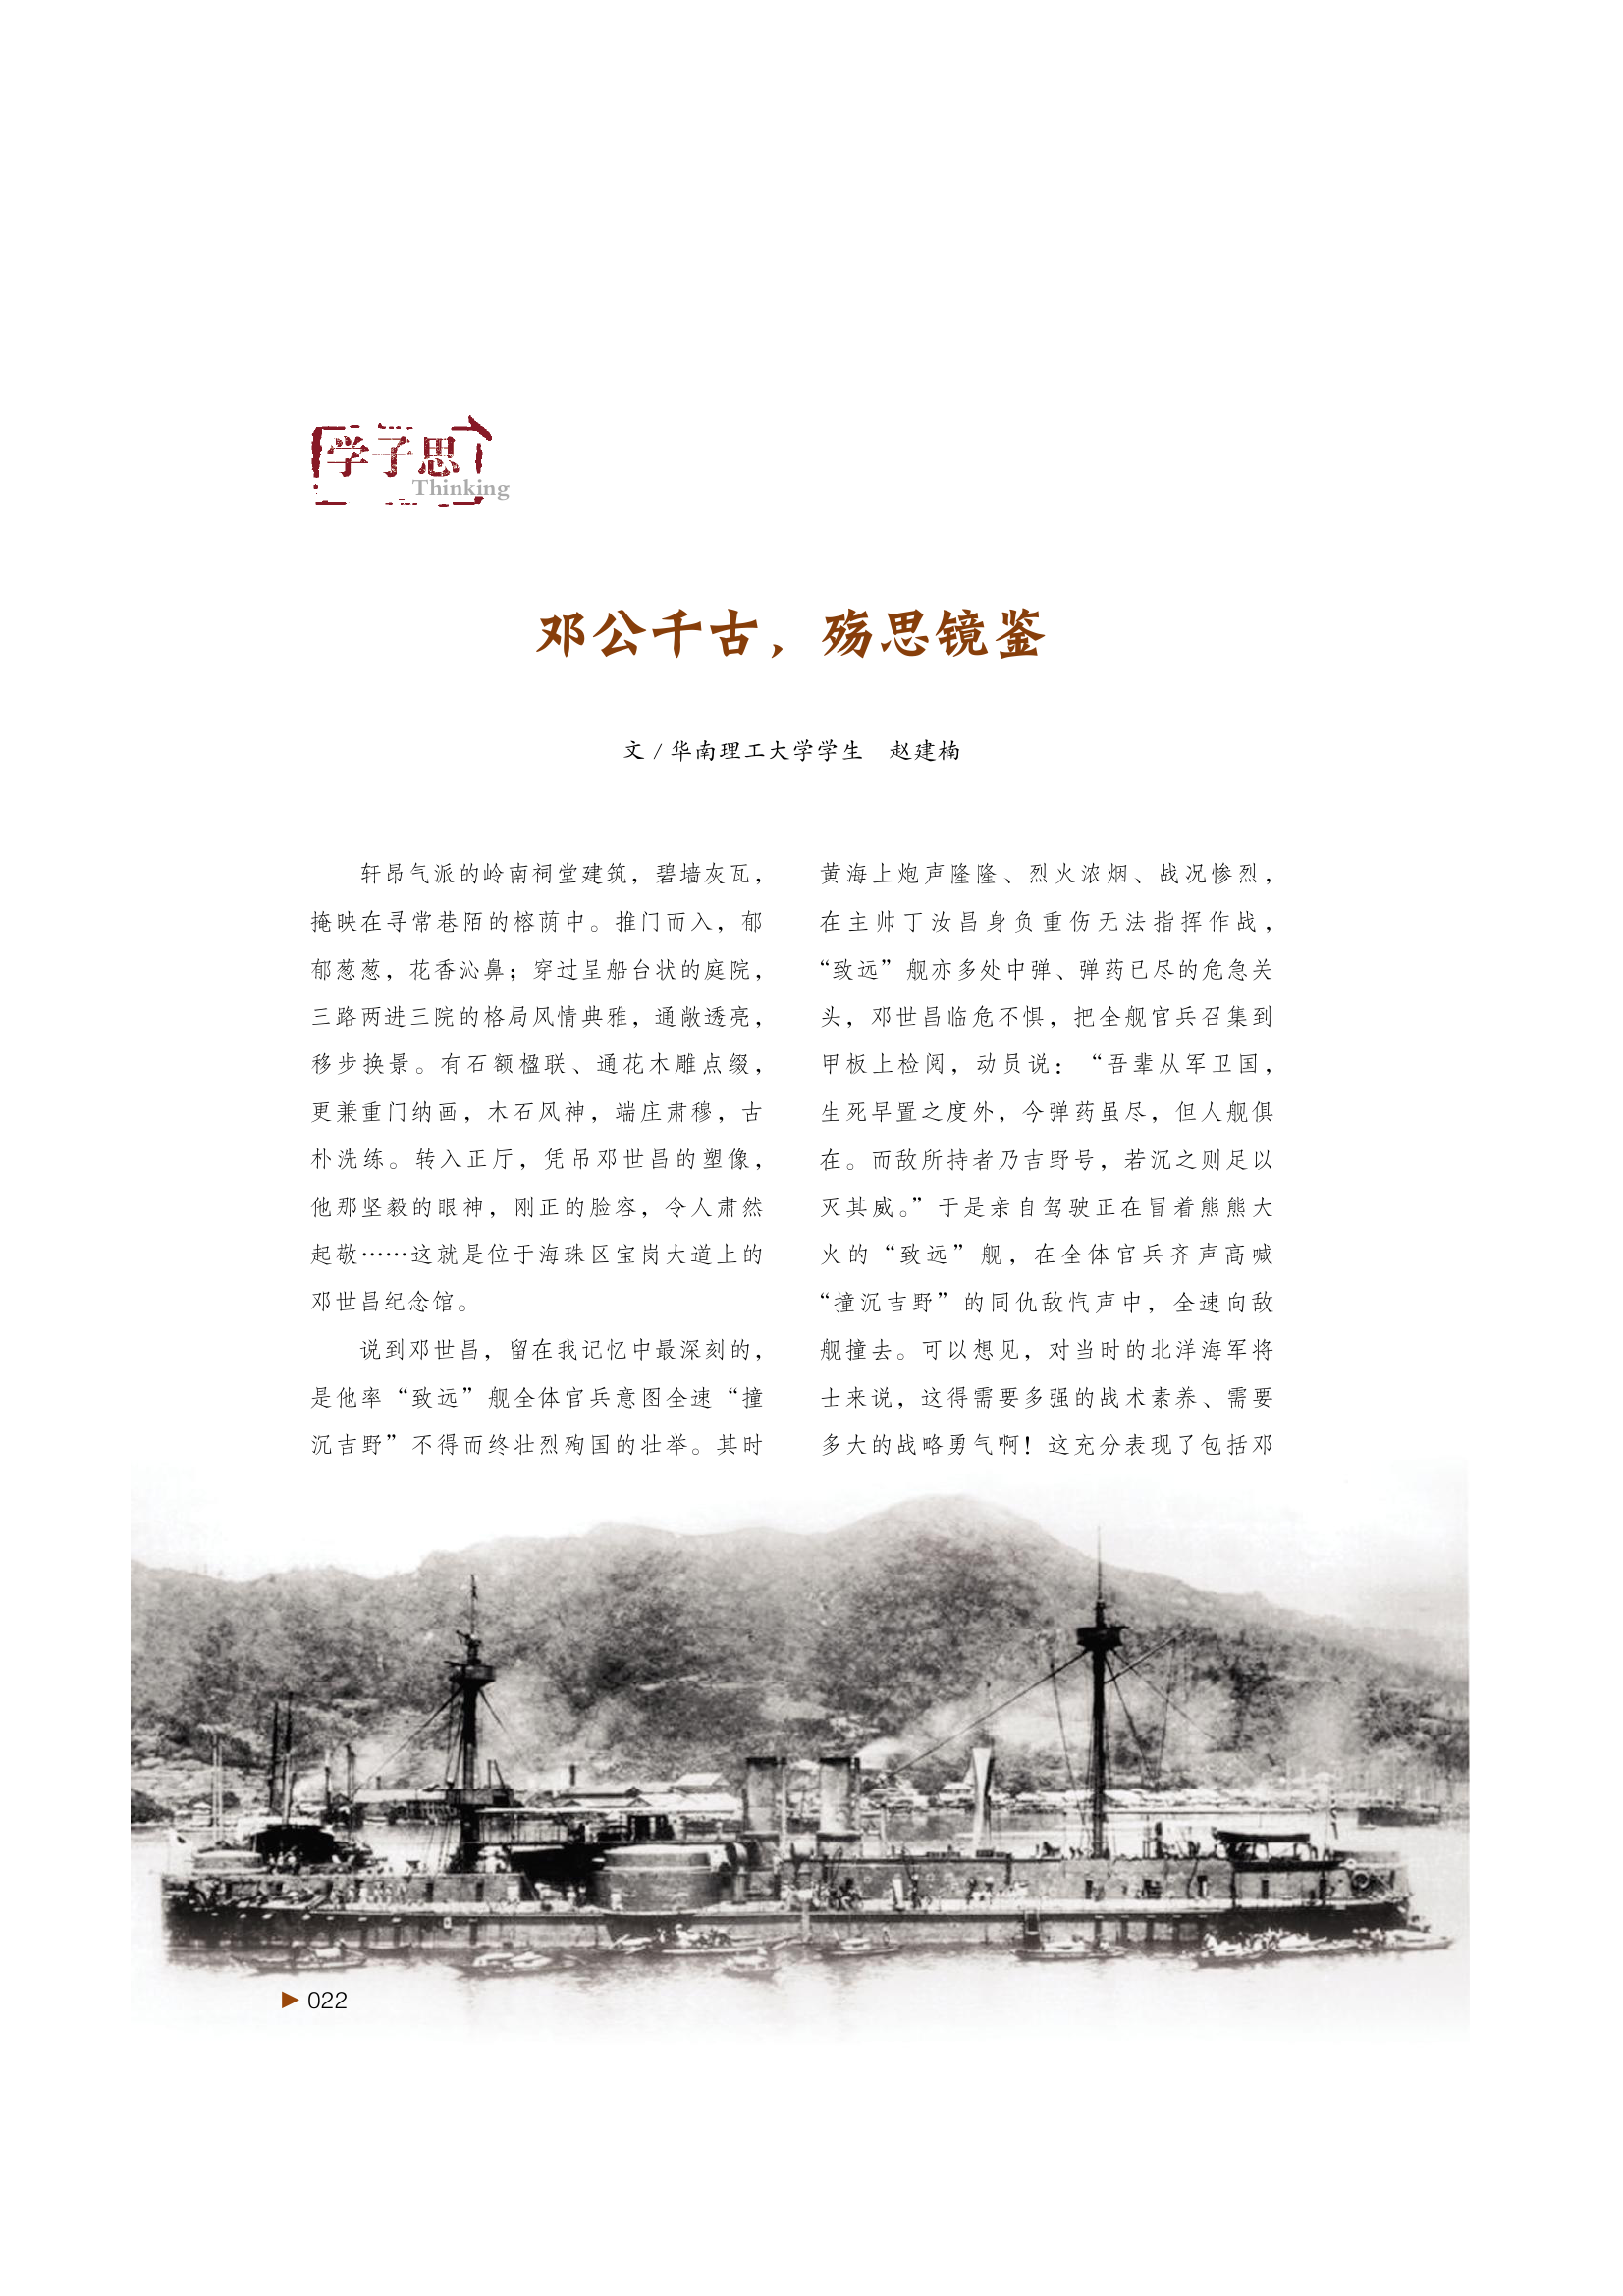 学子思
Thinking
邓公千古，殇思镜鉴
文 / 华南理工大学学生　赵建楠
轩昂气派的岭南祠堂建筑，碧墙灰瓦，
掩映在寻常巷陌的榕荫中。推门而入，郁
郁葱葱，花香沁鼻；穿过呈船台状的庭院，
三路两进三院的格局风情典雅，通敞透亮，
移步换景。有石额楹联、通花木雕点缀，
更兼重门纳画，木石风神，端庄肃穆，古
朴洗练。转入正厅，凭吊邓世昌的塑像，
他那坚毅的眼神，刚正的脸容，令人肃然
起敬……这就是位于海珠区宝岗大道上的
邓世昌纪念馆。
说到邓世昌，留在我记忆中最深刻的，
是他率“致远”舰全体官兵意图全速“撞
沉吉野”不得而终壮烈殉国的壮举。其时
黄海上炮声隆隆、烈火浓烟、战况惨烈，
在主帅丁汝昌身负重伤无法指挥作战，
“致远”舰亦多处中弹、弹药已尽的危急关
头，邓世昌临危不惧，把全舰官兵召集到
甲板上检阅，动员说：“吾辈从军卫国，
生死早置之度外，今弹药虽尽，但人舰俱
在。而敌所持者乃吉野号，若沉之则足以
灭其威。”于是亲自驾驶正在冒着熊熊大
火的“致远”舰，在全体官兵齐声高喊
“撞沉吉野”的同仇敌忾声中，全速向敌
舰撞去。可以想见，对当时的北洋海军将
士来说，这得需要多强的战术素养、需要
多大的战略勇气啊！这充分表现了包括邓
022